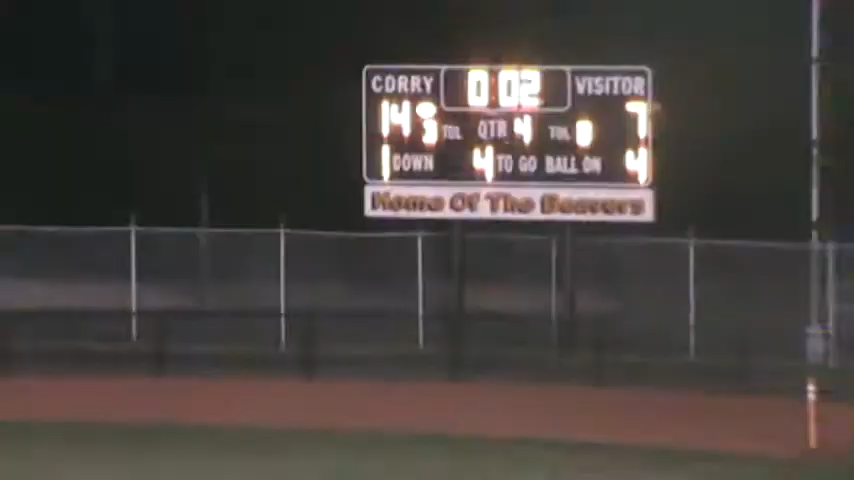 CORRY 0:02 VISITOR
14 3 TOL QTR 4 TOL 0 7
1 DOWN 4 TO GO BALL ON 4
Home Of The Beavers